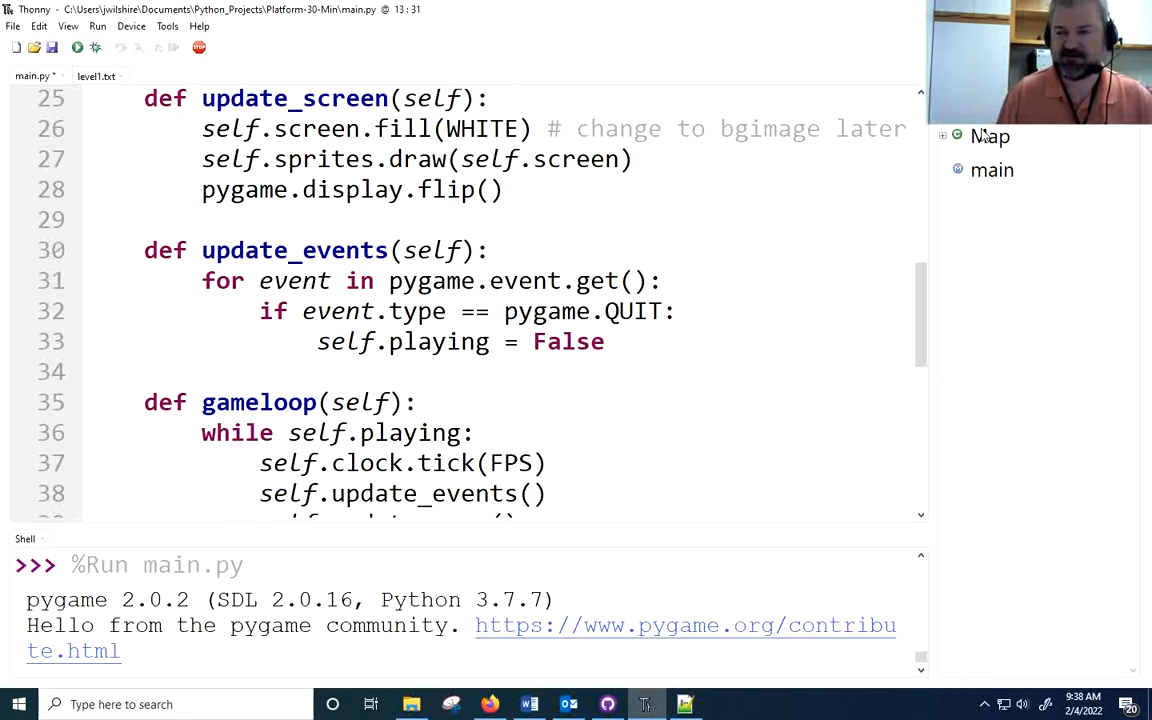 Thonny - C:\Users\jwilshire\Documents\Python_Projects\Platform-30-Min\main.py @ 13 : 31
File Edit View Run Device Tools Help
STOP
main.py * level1.txt
25 def update_screen(self):
26 self.screen.fill(WHITE) # change to bgimage later
27 self.sprites.draw(self.screen)
28 pygame.display.flip()
29
30 def update_events(self):
31 for event in pygame.event.get():
32 if event.type == pygame.QUIT:
33 self.playing = False
34
35 def gameloop(self):
36 while self.playing:
37 self.clock.tick(FPS)
38 self.update_events()
Map
main
Shell
>>> %Run main.py
pygame 2.0.2 (SDL 2.0.16, Python 3.7.7)
Hello from the pygame community. https://www.pygame.org/contribu
te.html
Type here to search
9:38 AM
2/4/2022
20